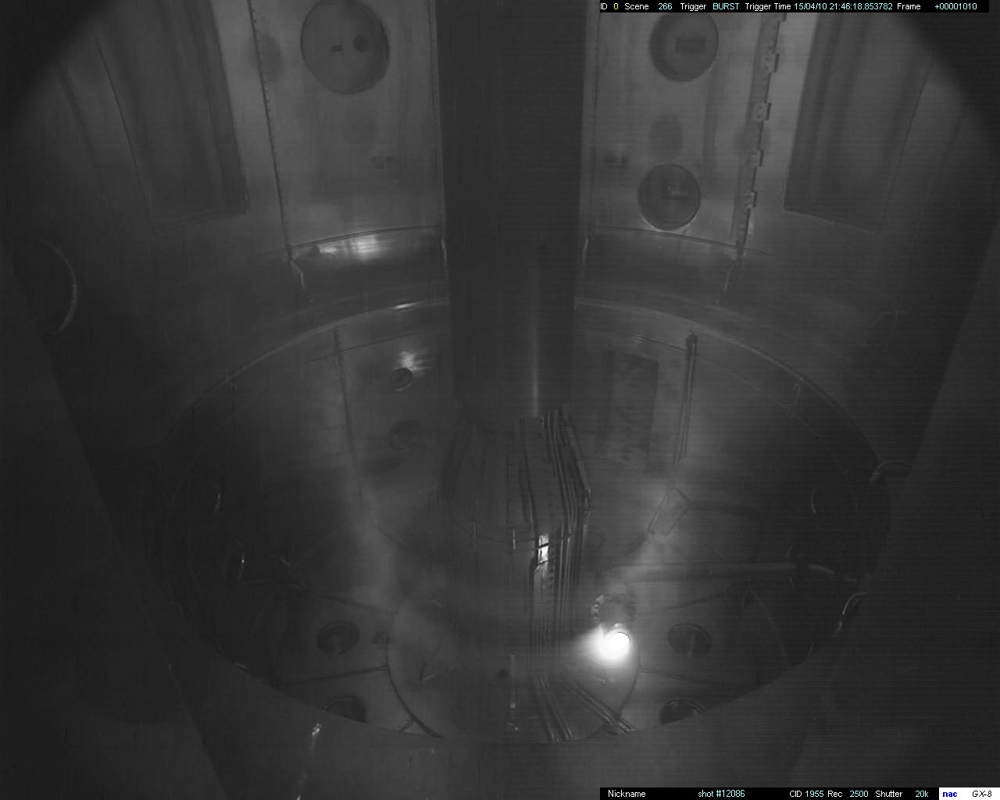 ID 0 Scene 266 Trigger BURST Trigger Time 15/04/10 21:46:18.853782 Frame +00001010
Nickname shot #12086 CID 1955 Rec 2500 Shutter 20k nac GX-8